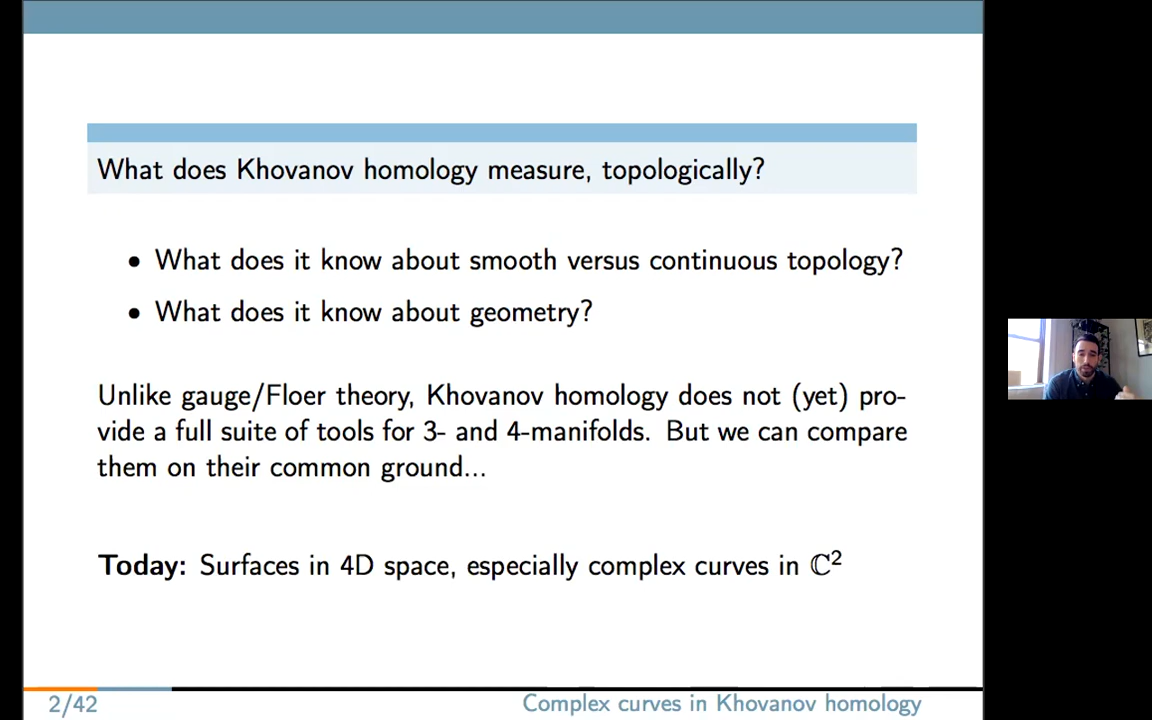 What does Khovanov homology measure, topologically?
• What does it know about smooth versus continuous topology?
• What does it know about geometry?
Unlike gauge/Floer theory, Khovanov homology does not (yet) pro-
vide a full suite of tools for 3- and 4-manifolds. But we can compare
them on their common ground...
Today: Surfaces in 4D space, especially complex curves in ℂ²
2/42
Complex curves in Khovanov homology